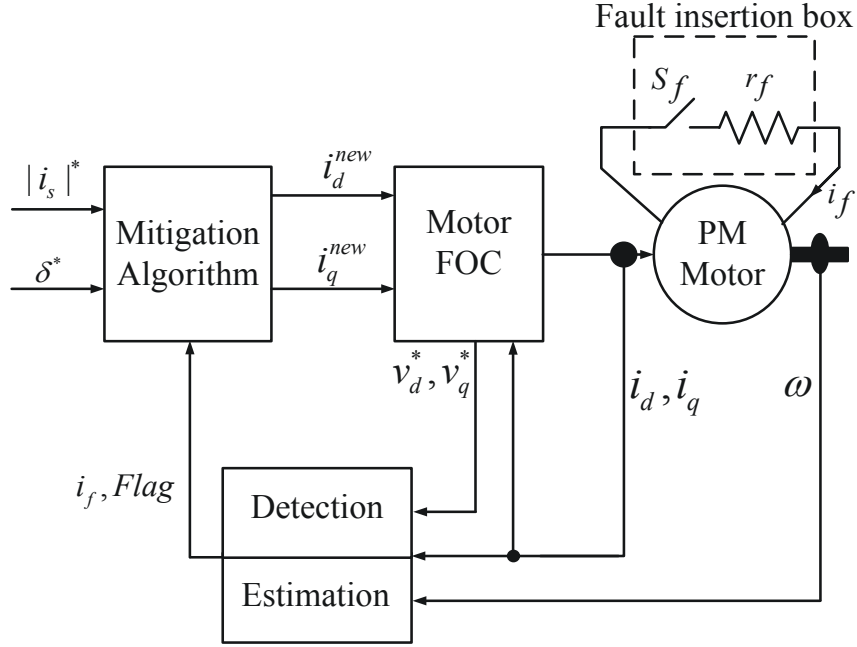 Fault insertion box
S_f
r_f
i_f
|i_s|^*
δ^*
Mitigation
Algorithm
i_d^{new}
i_q^{new}
Motor
FOC
PM
Motor
v_d^*, v_q^*
i_d, i_q
ω
i_f, Flag
Detection
Estimation